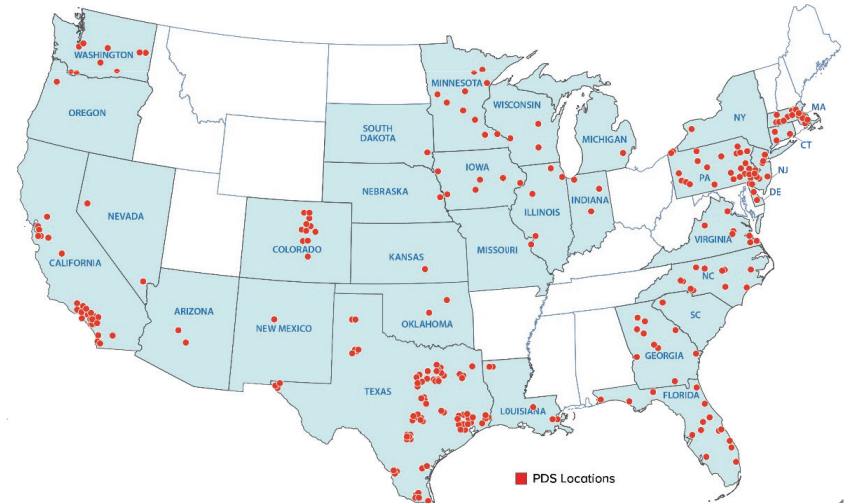 WASHINGTON
OREGON
NEVADA
CALIFORNIA
ARIZONA
COLORADO
NEW MEXICO
SOUTH
DAKOTA
NEBRASKA
KANSAS
OKLAHOMA
TEXAS
MINNESOTA
IOWA
MISSOURI
LOUISIANA
WISCONSIN
ILLINOIS
MICHIGAN
INDIANA
NY
PA
MA
CT
NJ
DE
VIRGINIA
NC
SC
GEORGIA
FLORIDA
PDS Locations